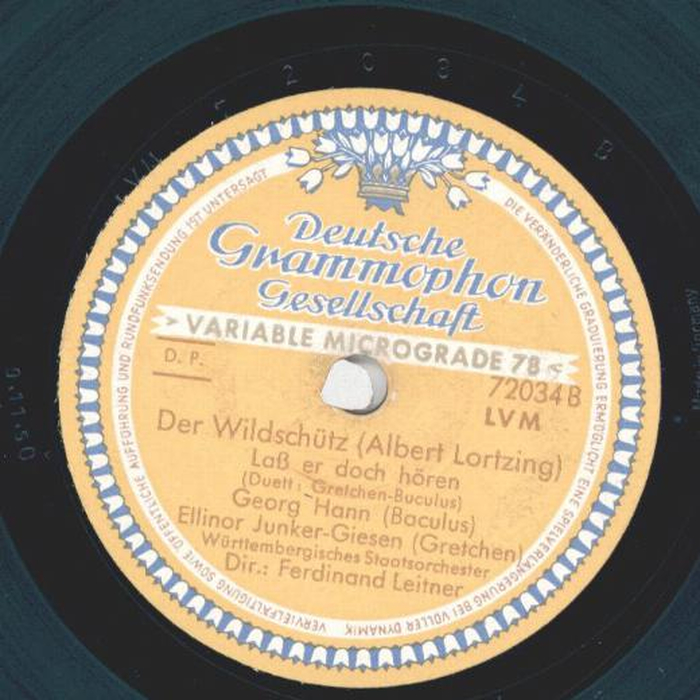 Deutsche
Grammophon
Gesellschaft
VARIABLE MICROGRADE 78
D. P.
72034 B
LVM
Der Wildschütz (Albert Lortzing)
Laß er doch hören
(Duett: Gretchen-Buculus)
Georg Hann (Baculus)
Ellinor Junker-Giesen (Gretchen)
Württembergisches Staatsorchester
Dir.: Ferdinand Leitner
DIE VERÄNDERLICHE GRADUIERUNG ERMÖGLICHT EINE SPIELVERLÄNGERUNG BEI VOLLER DYNAMIK
VERVIELFÄLTIGUNG SOWIE ÖFFENTLICHE AUFFÜHRUNG UND RUNDFUNKSENDUNG IST UNTERSAGT